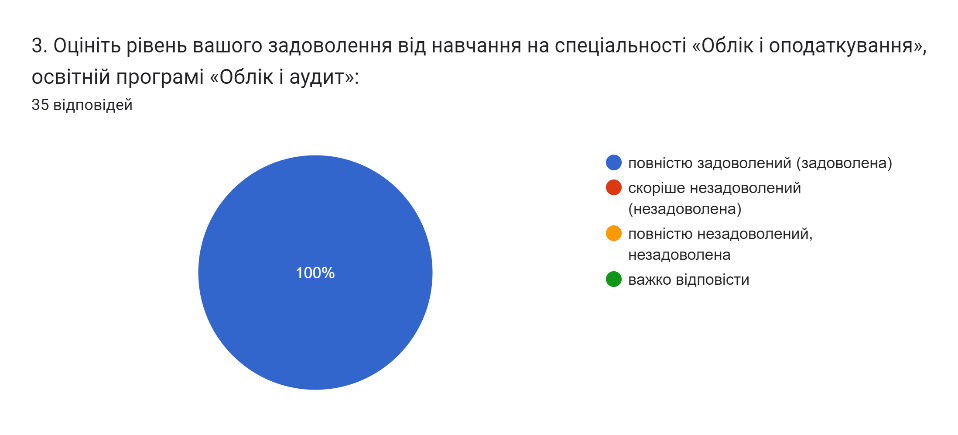 3. Оцініть рівень вашого задоволення від навчання на спеціальності «Облік і оподаткування»,
освітній програмі «Облік і аудит»:
35 відповідей
100%
повністю задоволений (задоволена)
скоріше незадоволений
(незадоволена)
повністю незадоволений,
незадоволена
важко відповісти